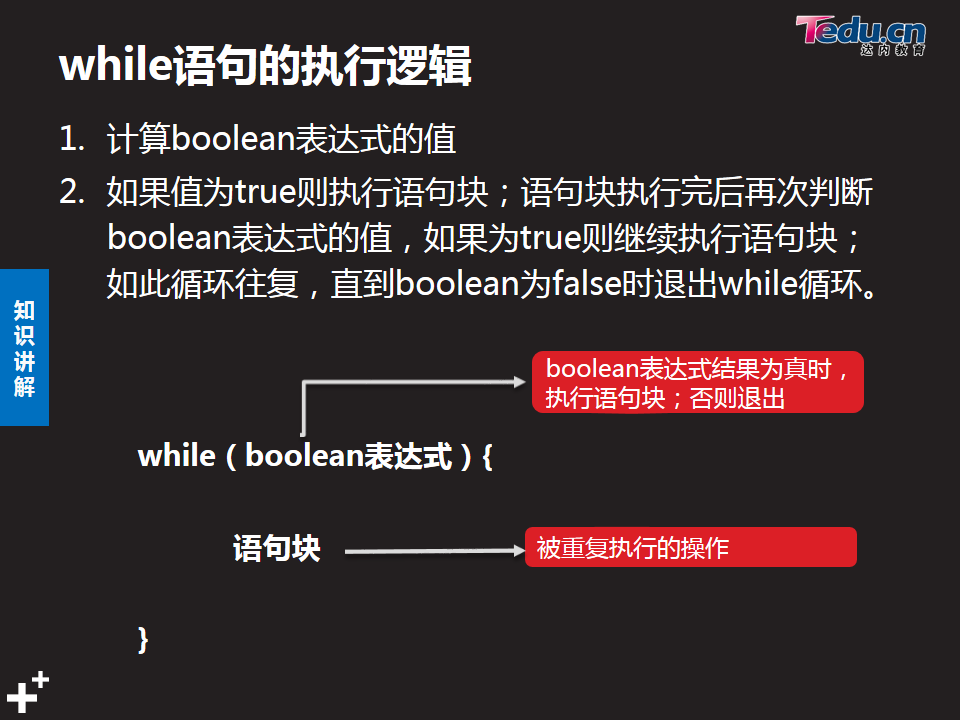 Tedu.cn
达内教育
while语句的执行逻辑
1. 计算boolean表达式的值
2. 如果值为true则执行语句块；语句块执行完后再次判断
boolean表达式的值，如果为true则继续执行语句块；
如此循环往复，直到boolean为false时退出while循环。
知
识
讲
解
boolean表达式结果为真时，
执行语句块；否则退出
while（boolean表达式）{
语句块
被重复执行的操作
}